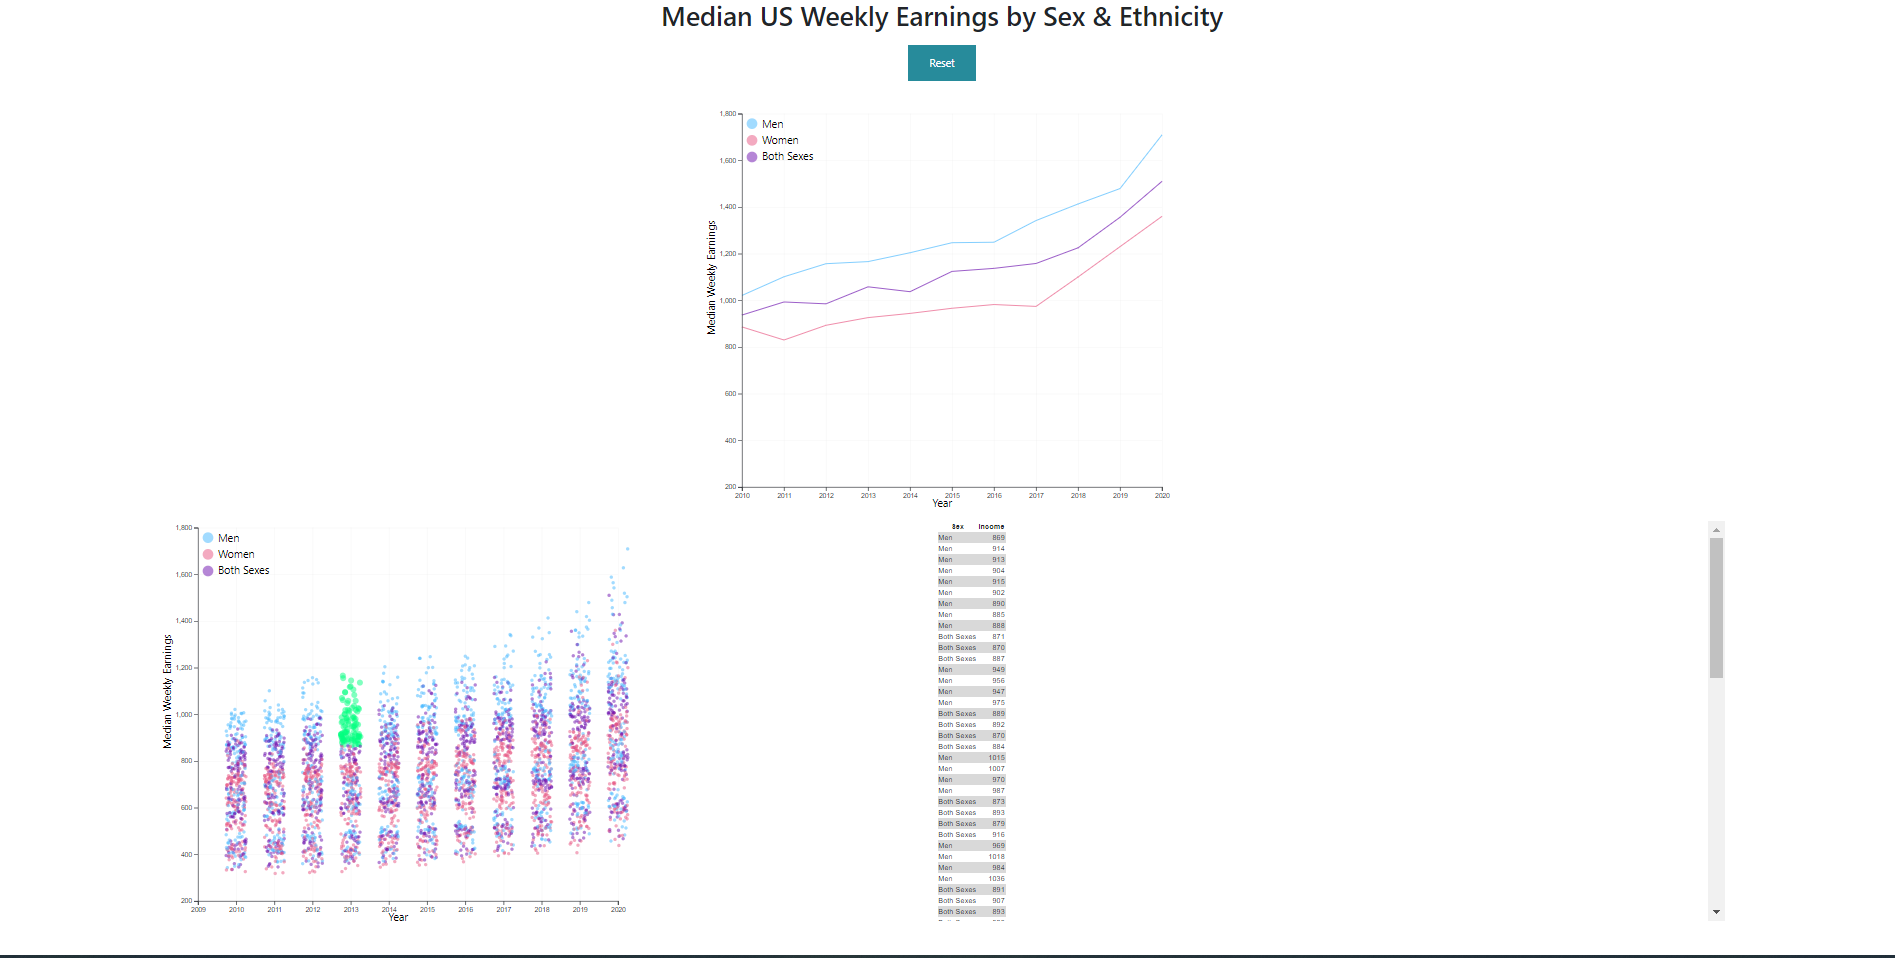 Median US Weekly Earnings by Sex & Ethnicity
Reset
1,800
1,600
1,400
1,200
1,000
800
600
400
200
Men
Women
Both Sexes
Median Weekly Earnings
2010 2011 2012 2013 2014 2015 2016 2017 2018 2019 2020
Year
1,800
1,600
1,400
1,200
1,000
800
600
400
200
Men
Women
Both Sexes
Median Weekly Earnings
2009 2010 2011 2012 2013 2014 2015 2016 2017 2018 2019 2020
Year
Sex Income
Men 869
Men 914
Men 913
Men 904
Men 915
Men 902
Men 890
Men 885
Men 888
Both Sexes 871
Both Sexes 870
Both Sexes 887
Men 949
Men 956
Men 947
Men 975
Both Sexes 889
Both Sexes 892
Both Sexes 870
Both Sexes 884
Men 1015
Men 1007
Men 970
Men 987
Both Sexes 873
Both Sexes 893
Both Sexes 879
Both Sexes 916
Men 969
Men 1018
Men 984
Men 1036
Both Sexes 891
Both Sexes 907
Both Sexes 893